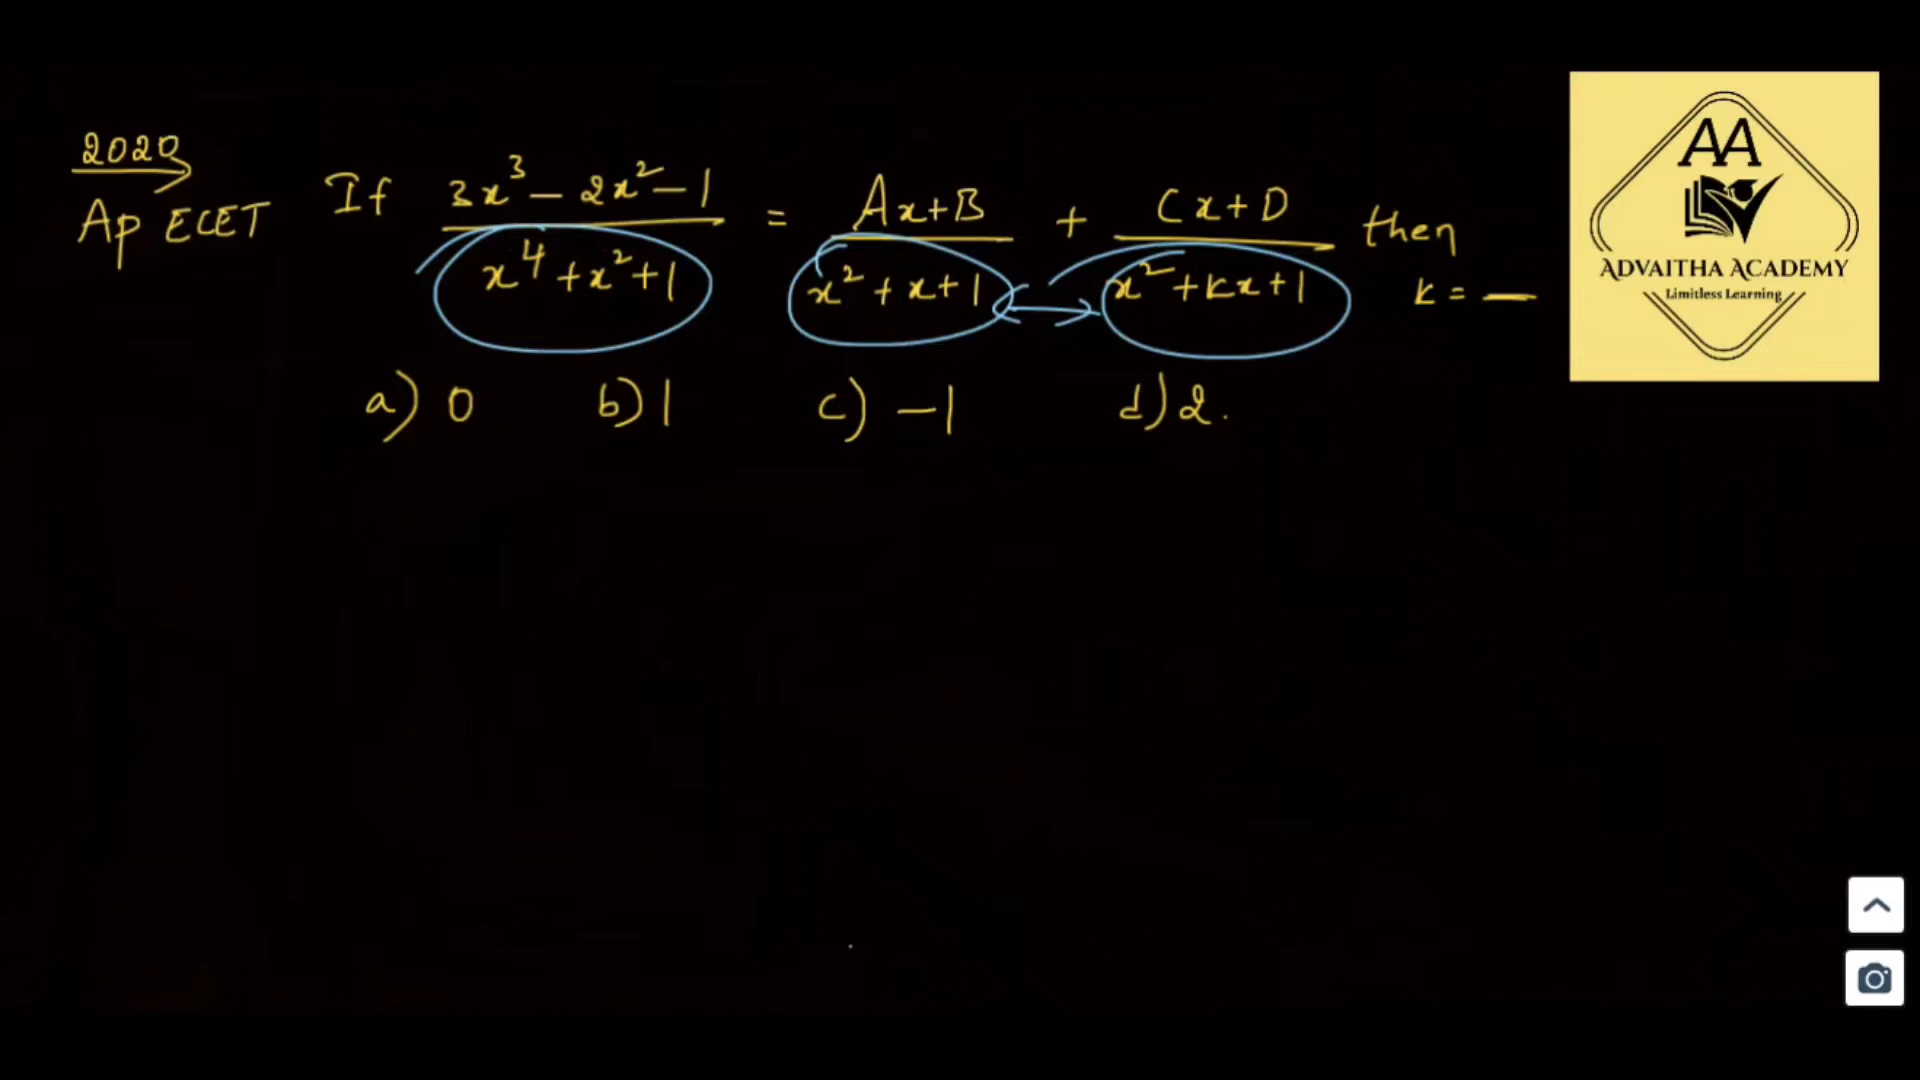 2020
Ap ECET If 3x³ - 2x² - 1 / x⁴ + x² + 1 = Ax+B / x² + x + 1 + Cx+D / x² + kx + 1 then
k = __
a) 0 b) 1 c) -1 d) 2.
AA
ADVAITHA ACADEMY
Limitless Learning